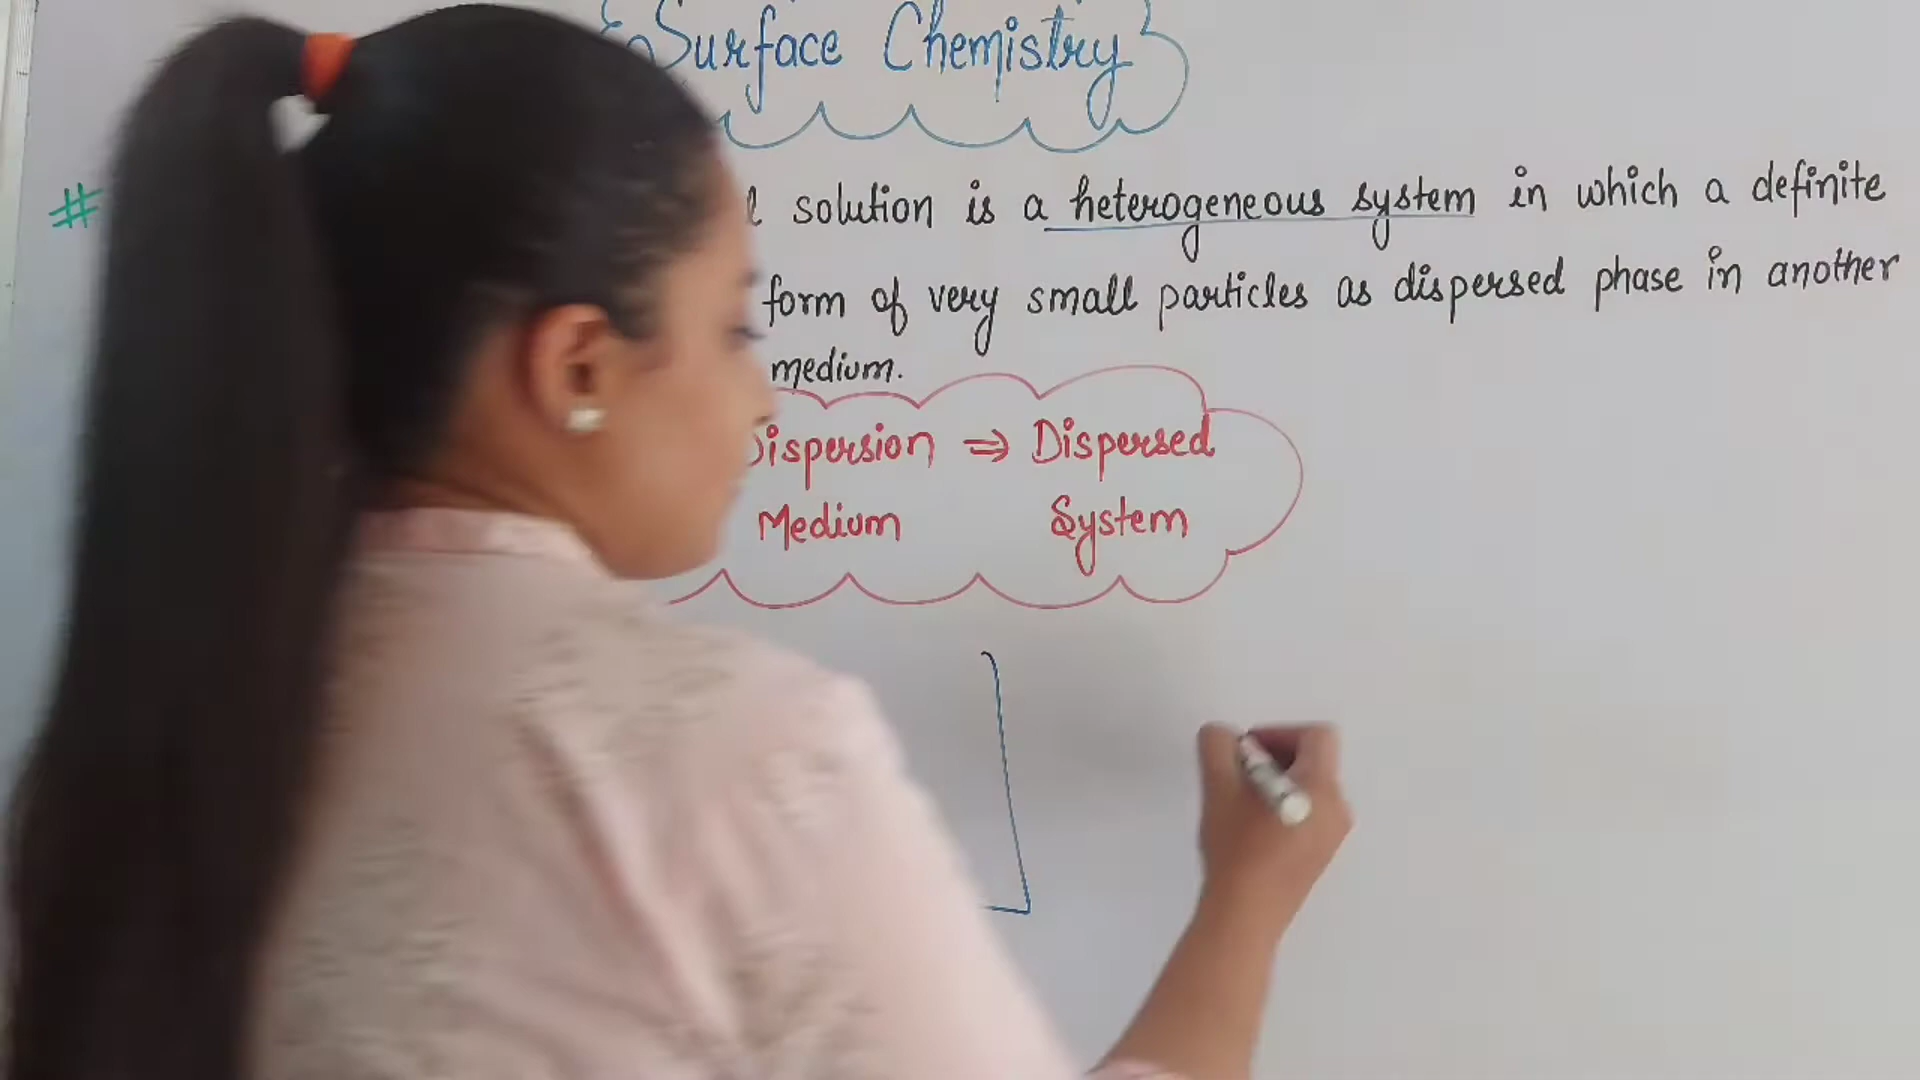 Surface Chemistry
# solution is a heterogeneous system in which a definite
form of very small particles as dispersed phase in another
medium.
Dispersion ⇒ Dispersed
Medium System